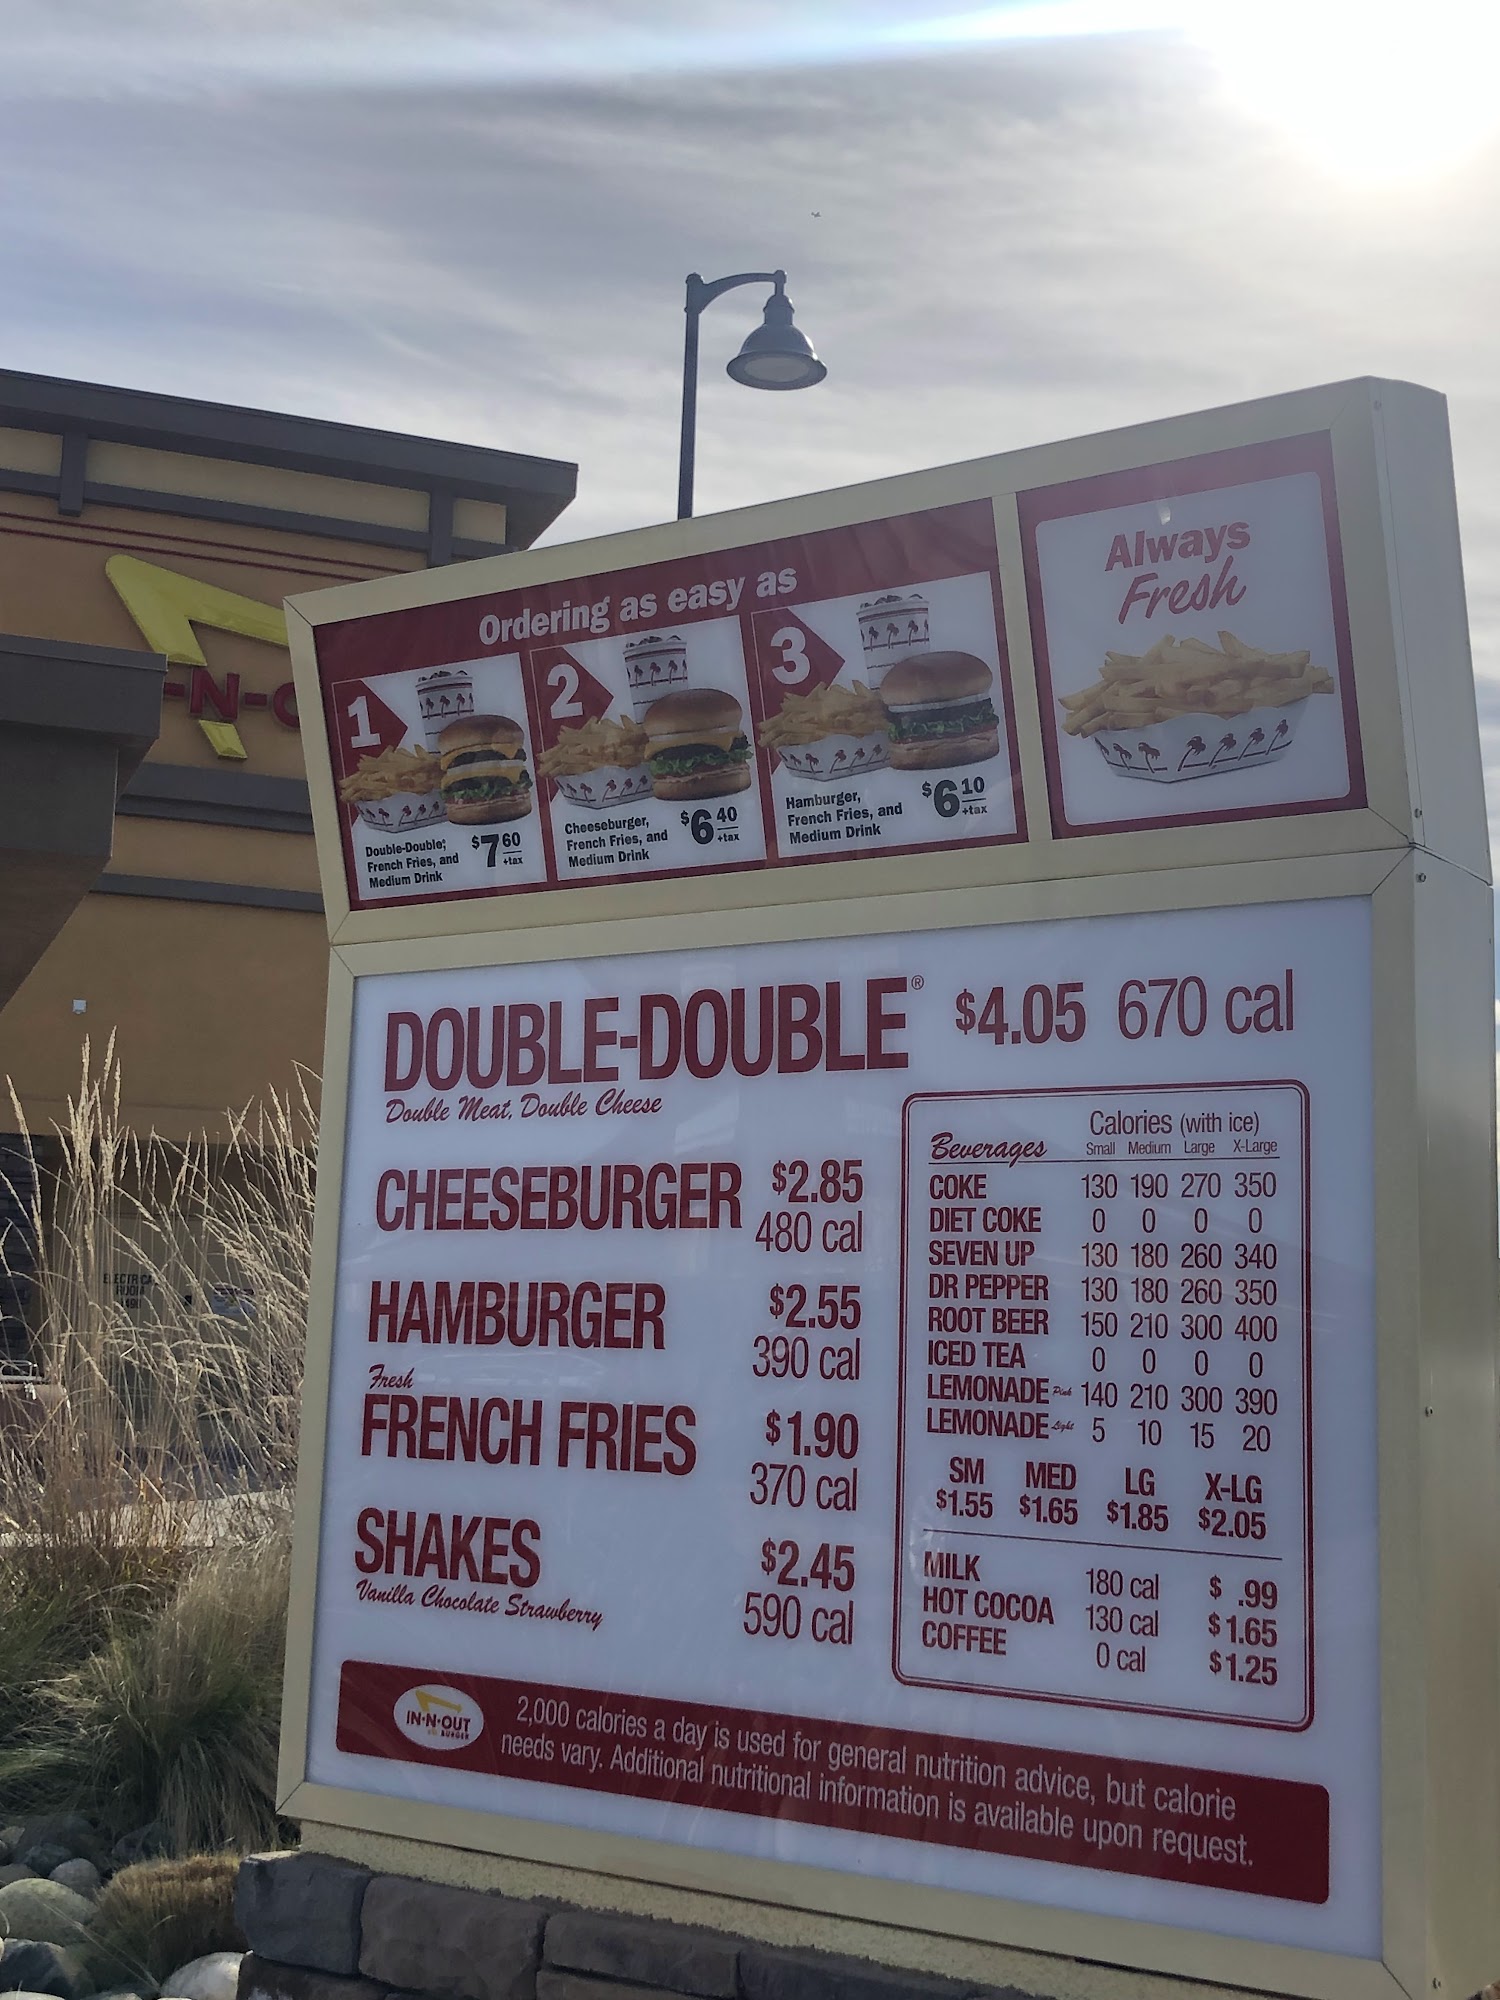 -N-O
Ordering as easy as
1
Double-Double,®
French Fries, and
Medium Drink
$7 60
+tax
2
Cheeseburger,
French Fries, and
Medium Drink
$6 40
+tax
3
Hamburger,
French Fries, and
Medium Drink
$6 10
+tax
Always
Fresh
DOUBLE-DOUBLE® $4.05 670 cal
Double Meat, Double Cheese
CHEESEBURGER $2.85
480 cal
HAMBURGER $2.55
390 cal
Fresh
FRENCH FRIES $1.90
370 cal
SHAKES $2.45
Vanilla Chocolate Strawberry 590 cal
Calories (with ice)
Beverages Small Medium Large X-Large
COKE 130 190 270 350
DIET COKE 0 0 0 0
SEVEN UP 130 180 260 340
DR PEPPER 130 180 260 350
ROOT BEER 150 210 300 400
ICED TEA 0 0 0 0
LEMONADE Pink 140 210 300 390
LEMONADE Light 5 10 15 20
SM MED LG X-LG
$1.55 $1.65 $1.85 $2.05
MILK 180 cal $ .99
HOT COCOA 130 cal $1.65
COFFEE 0 cal $1.25
IN-N-OUT
BURGER
2,000 calories a day is used for general nutrition advice, but calorie
needs vary. Additional nutritional information is available upon request.
ELECTRICAL
ROOM